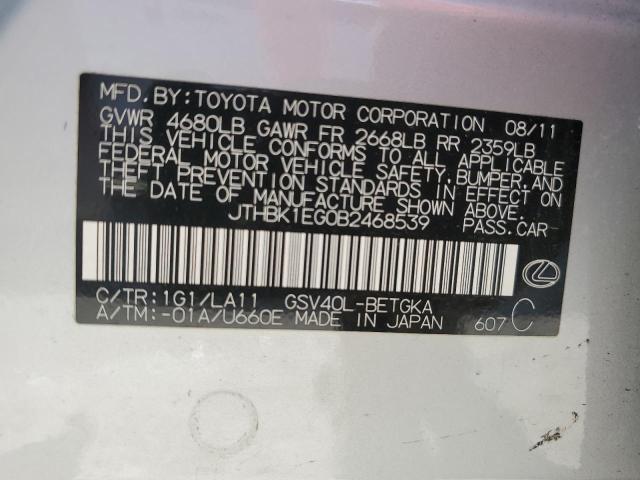 MFD. BY: TOYOTA MOTOR CORPORATION 08/11
GVWR 4680LB GAWR FR 2668LB RR 2359LB
THIS VEHICLE CONFORMS TO ALL APPLICABLE
FEDERAL MOTOR VEHICLE SAFETY, BUMPER, AND
THEFT PREVENTION STANDARDS IN EFFECT ON
THE DATE OF MANUFACTURE SHOWN ABOVE.
JTHBK1EG0B2468539 PASS.CAR
C/TR: 1G1/LA11 GSV40L-BETGKA
A/TM: -01A/U660E MADE IN JAPAN 607 C